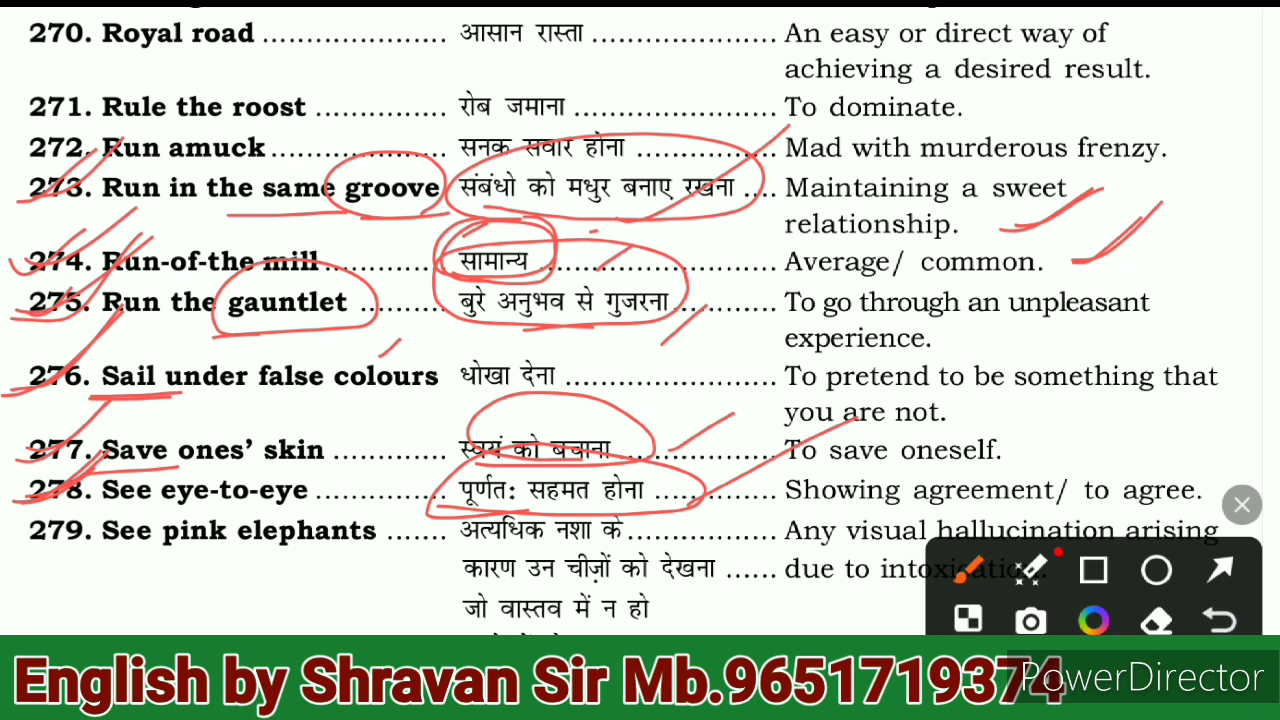 270. Royal road ..................... आसान रास्ता ..................... An easy or direct way of
achieving a desired result.
271. Rule the roost ............... रोब जमाना ....................... To dominate.
272. Run amuck .................... सनक सवार होना ................ Mad with murderous frenzy.
273. Run in the same groove संबंधो को मधुर बनाए रखना .... Maintaining a sweet
relationship.
274. Run-of-the mill .............. सामान्य ........................... Average/ common.
275. Run the gauntlet .......... बुरे अनुभव से गुजरना ............ To go through an unpleasant
experience.
276. Sail under false colours धोखा देना ........................ To pretend to be something that
you are not.
277. Save ones’ skin ............. स्वयं को बचाना .................. To save oneself.
278. See eye-to-eye ............... पूर्णत: सहमत होना .............. Showing agreement/ to agree.
279. See pink elephants ....... अत्यधिक नशा के ................. Any visual hallucination arising
कारण उन चीज़ों को देखना ...... due to intoxication.
जो वास्तव में न हो
English by Shravan Sir Mb.9651719374
PowerDirector